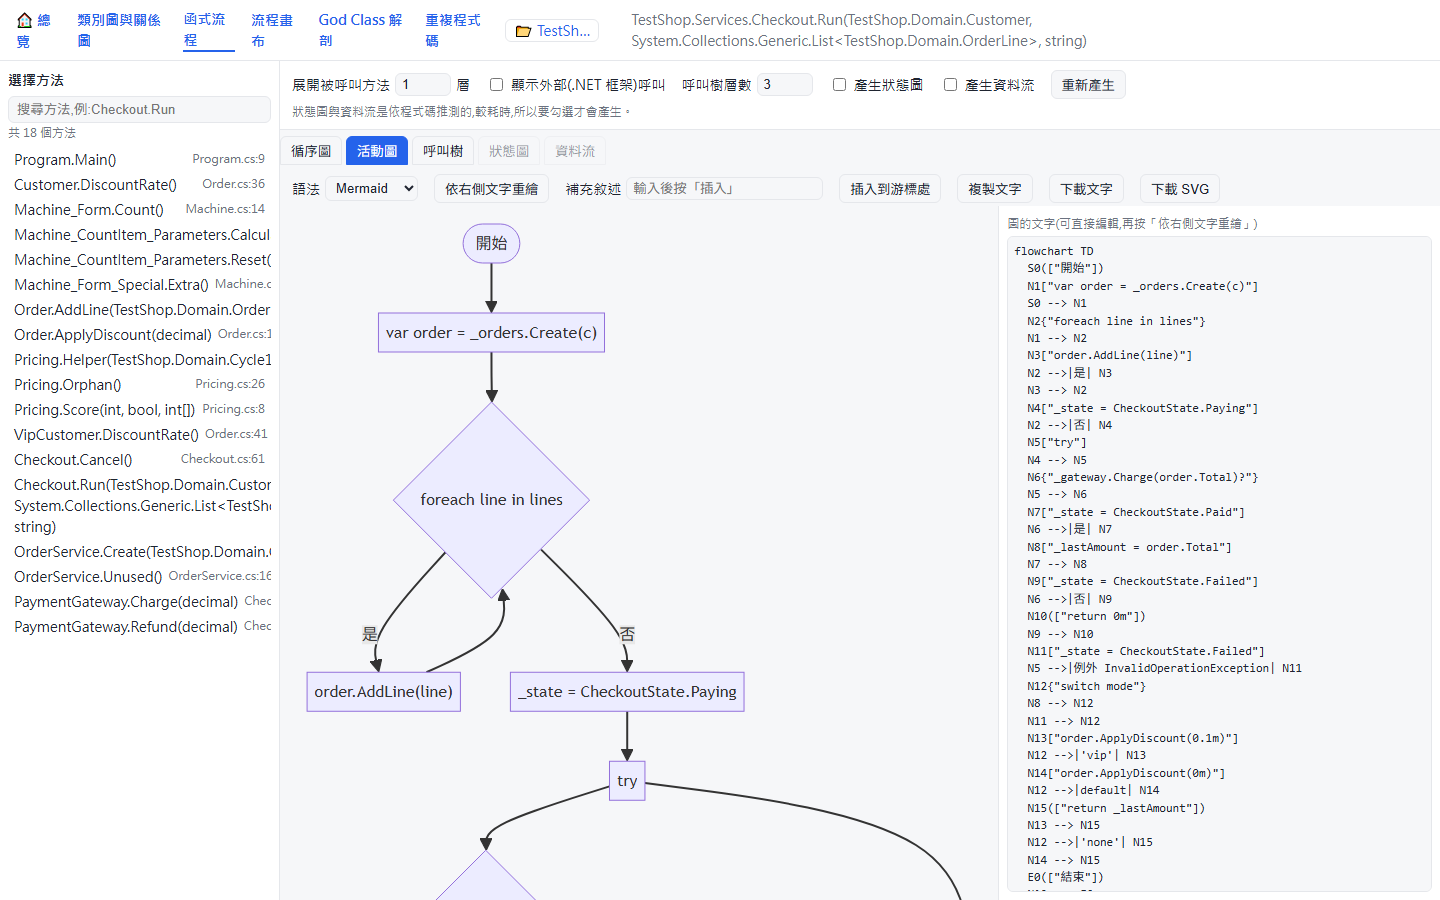 總
覽
類別圖與關係
圖
函式流
程
流程畫
布
God Class 解
剖
重複程式
碼
TestSh...
TestShop.Services.Checkout.Run(TestShop.Domain.Customer,
System.Collections.Generic.List<TestShop.Domain.OrderLine>, string)
選擇方法
搜尋方法,例:Checkout.Run
共 18 個方法
Program.Main() Program.cs:9
Customer.DiscountRate() Order.cs:36
Machine_Form.Count() Machine.cs:14
Machine_CountItem_Parameters.Calcul
Machine_CountItem_Parameters.Reset(
Machine_Form_Special.Extra() Machine.c
Order.AddLine(TestShop.Domain.Order
Order.ApplyDiscount(decimal) Order.cs:1
Pricing.Helper(TestShop.Domain.Cycle1
Pricing.Orphan() Pricing.cs:26
Pricing.Score(int, bool, int[]) Pricing.cs:8
VipCustomer.DiscountRate() Order.cs:41
Checkout.Cancel() Checkout.cs:61
Checkout.Run(TestShop.Domain.Custor
System.Collections.Generic.List<TestSho
string)
OrderService.Create(TestShop.Domain.(
OrderService.Unused() OrderService.cs:16
PaymentGateway.Charge(decimal) Chec
PaymentGateway.Refund(decimal) Chec
展開被呼叫方法 1 層 顯示外部(.NET 框架)呼叫 呼叫樹層數 3 產生狀態圖 產生資料流 重新產生
狀態圖與資料流是依程式碼推測的,較耗時,所以要勾選才會產生。
循序圖 活動圖 呼叫樹 狀態圖 資料流
語法 Mermaid 依右側文字重繪 補充敘述 輸入後按「插入」 插入到游標處 複製文字 下載文字 下載 SVG
開始
var order = _orders.Create(c)
foreach line in lines
是
否
order.AddLine(line)
_state = CheckoutState.Paying
try
圖的文字(可直接編輯,再按「依右側文字重繪」)
flowchart TD
S0(["開始"])
N1["var order = _orders.Create(c)"]
S0 --> N1
N2{"foreach line in lines"}
N1 --> N2
N3["order.AddLine(line)"]
N2 -->|是| N3
N3 --> N2
N4["_state = CheckoutState.Paying"]
N2 -->|否| N4
N5["try"]
N4 --> N5
N6{"_gateway.Charge(order.Total)?"}
N5 --> N6
N7["_state = CheckoutState.Paid"]
N6 -->|是| N7
N8["_lastAmount = order.Total"]
N7 --> N8
N9["_state = CheckoutState.Failed"]
N6 -->|否| N9
N10(["return 0m"])
N9 --> N10
N11["_state = CheckoutState.Failed"]
N5 -->|例外 InvalidOperationException| N11
N12{"switch mode"}
N8 --> N12
N11 --> N12
N13["order.ApplyDiscount(0.1m)"]
N12 -->|'vip'| N13
N14["order.ApplyDiscount(0m)"]
N12 -->|default| N14
N15(["return _lastAmount"])
N13 --> N15
N12 -->|'none'| N15
N14 --> N15
E0(["結束"])